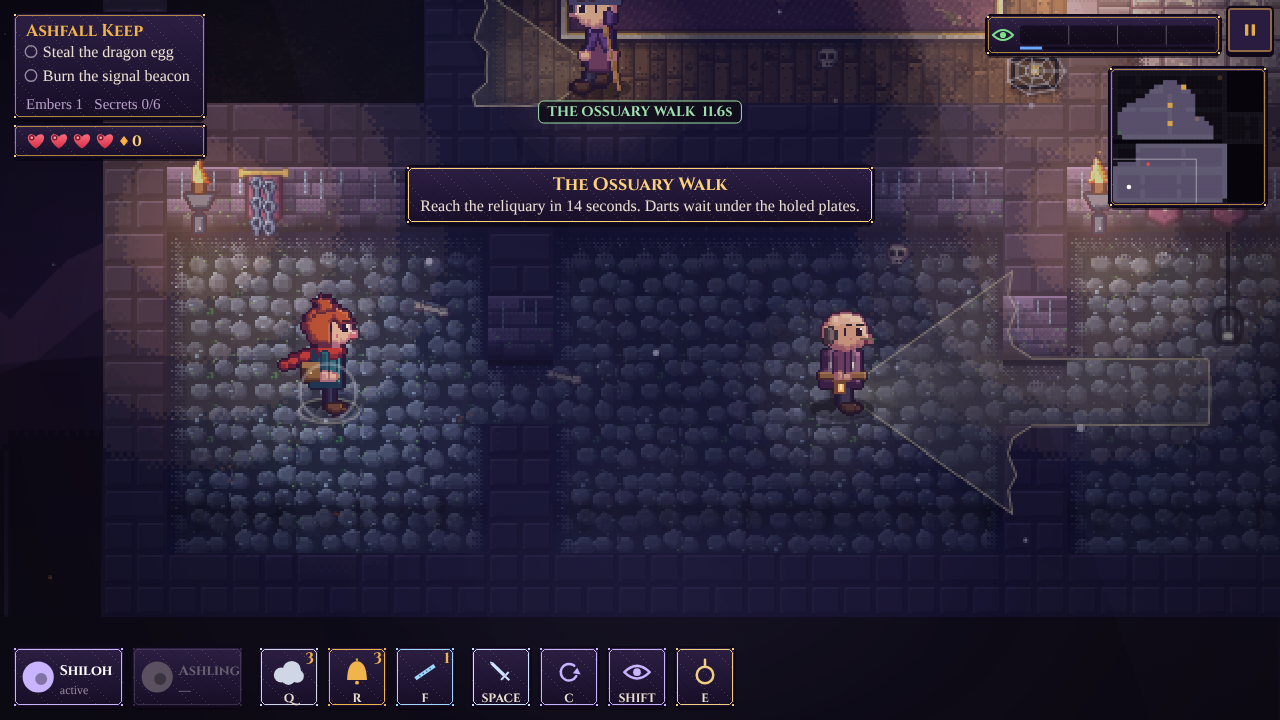 ASHFALL KEEP
Steal the dragon egg
Burn the signal beacon
Embers 1 Secrets 0/6
0
THE OSSUARY WALK 11.6S
THE OSSUARY WALK
Reach the reliquary in 14 seconds. Darts wait under the holed plates.
SHILOH
active
ASHLING
—
3
Q
3
R
1
F
SPACE
C
SHIFT
E